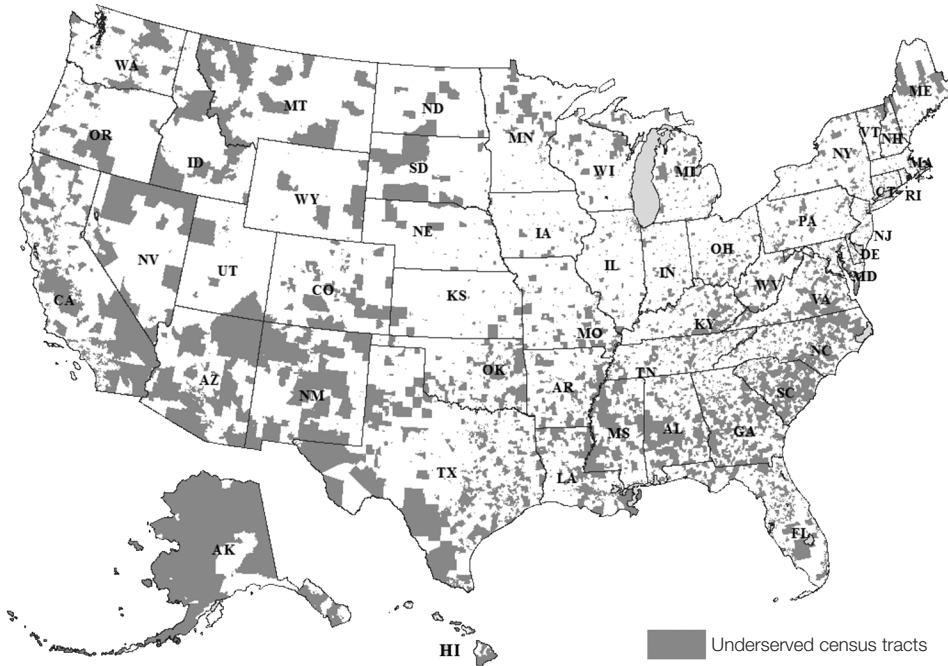 WA
MT
ND
MN
ME
OR
ID
SD
WI
MI
VT
NH
NY
MA
WY
CT
RI
NE
IA
PA
NV
UT
OH
NJ
IL
IN
DE
CO
WV
MD
CA
KS
VA
MO
KY
NC
AZ
NM
OK
AR
TN
SC
MS
AL
GA
TX
LA
FL
AK
HI
Underserved census tracts